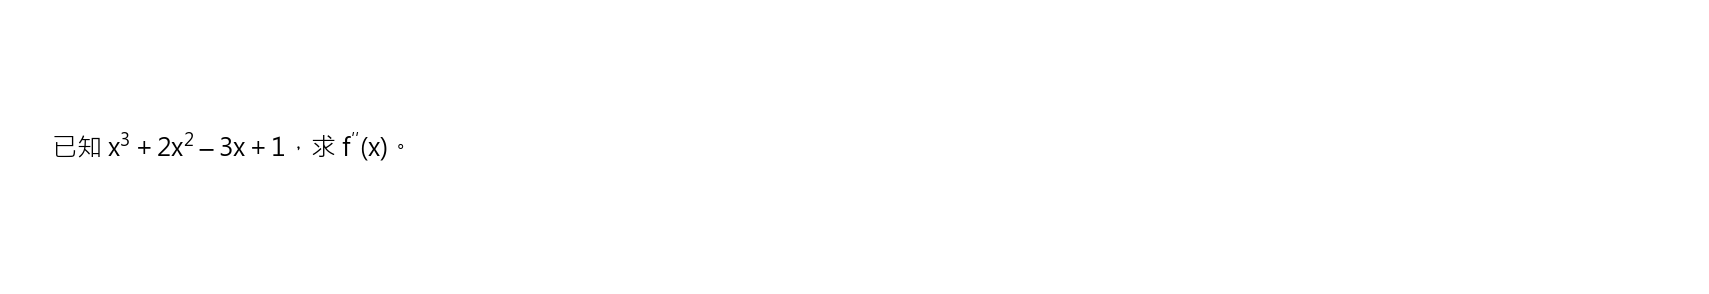 已知 x³ + 2x² – 3x + 1，求 f′′(x)。